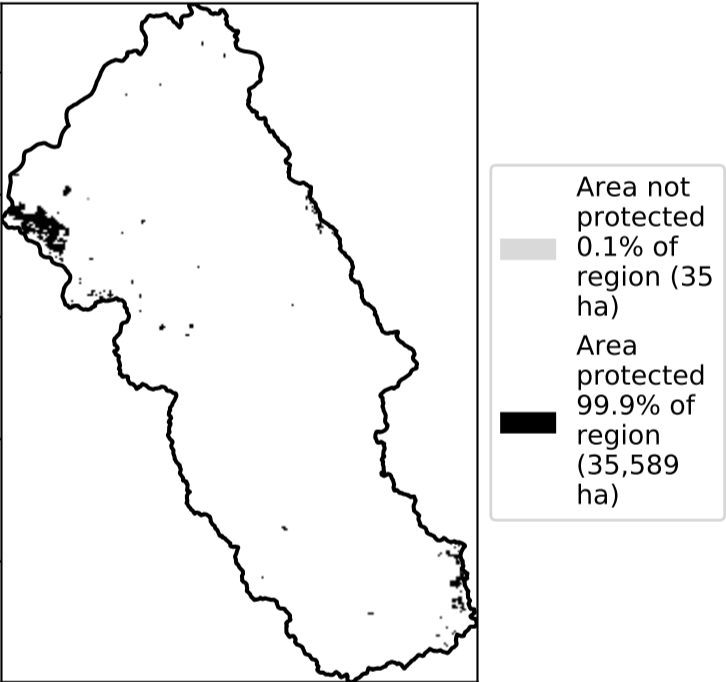 Area not
protected
0.1% of
region (35
ha)
Area
protected
99.9% of
region
(35,589
ha)